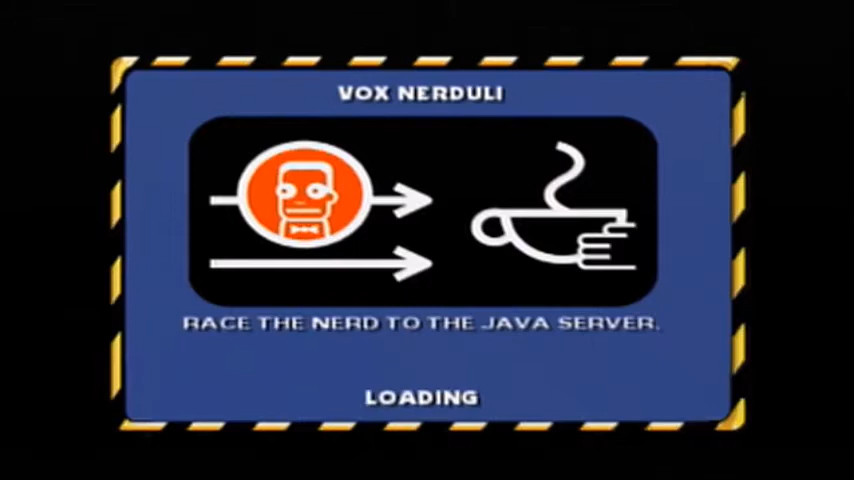 VOX NERDULI
RACE THE NERD TO THE JAVA SERVER.
LOADING